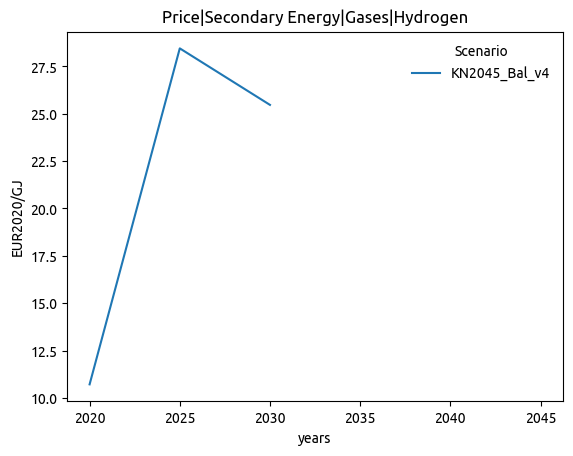 Price|Secondary Energy|Gases|Hydrogen
Scenario
KN2045_Bal_v4
EUR2020/GJ
27.5
25.0
22.5
20.0
17.5
15.0
12.5
10.0
2020 2025 2030 2035 2040 2045
years